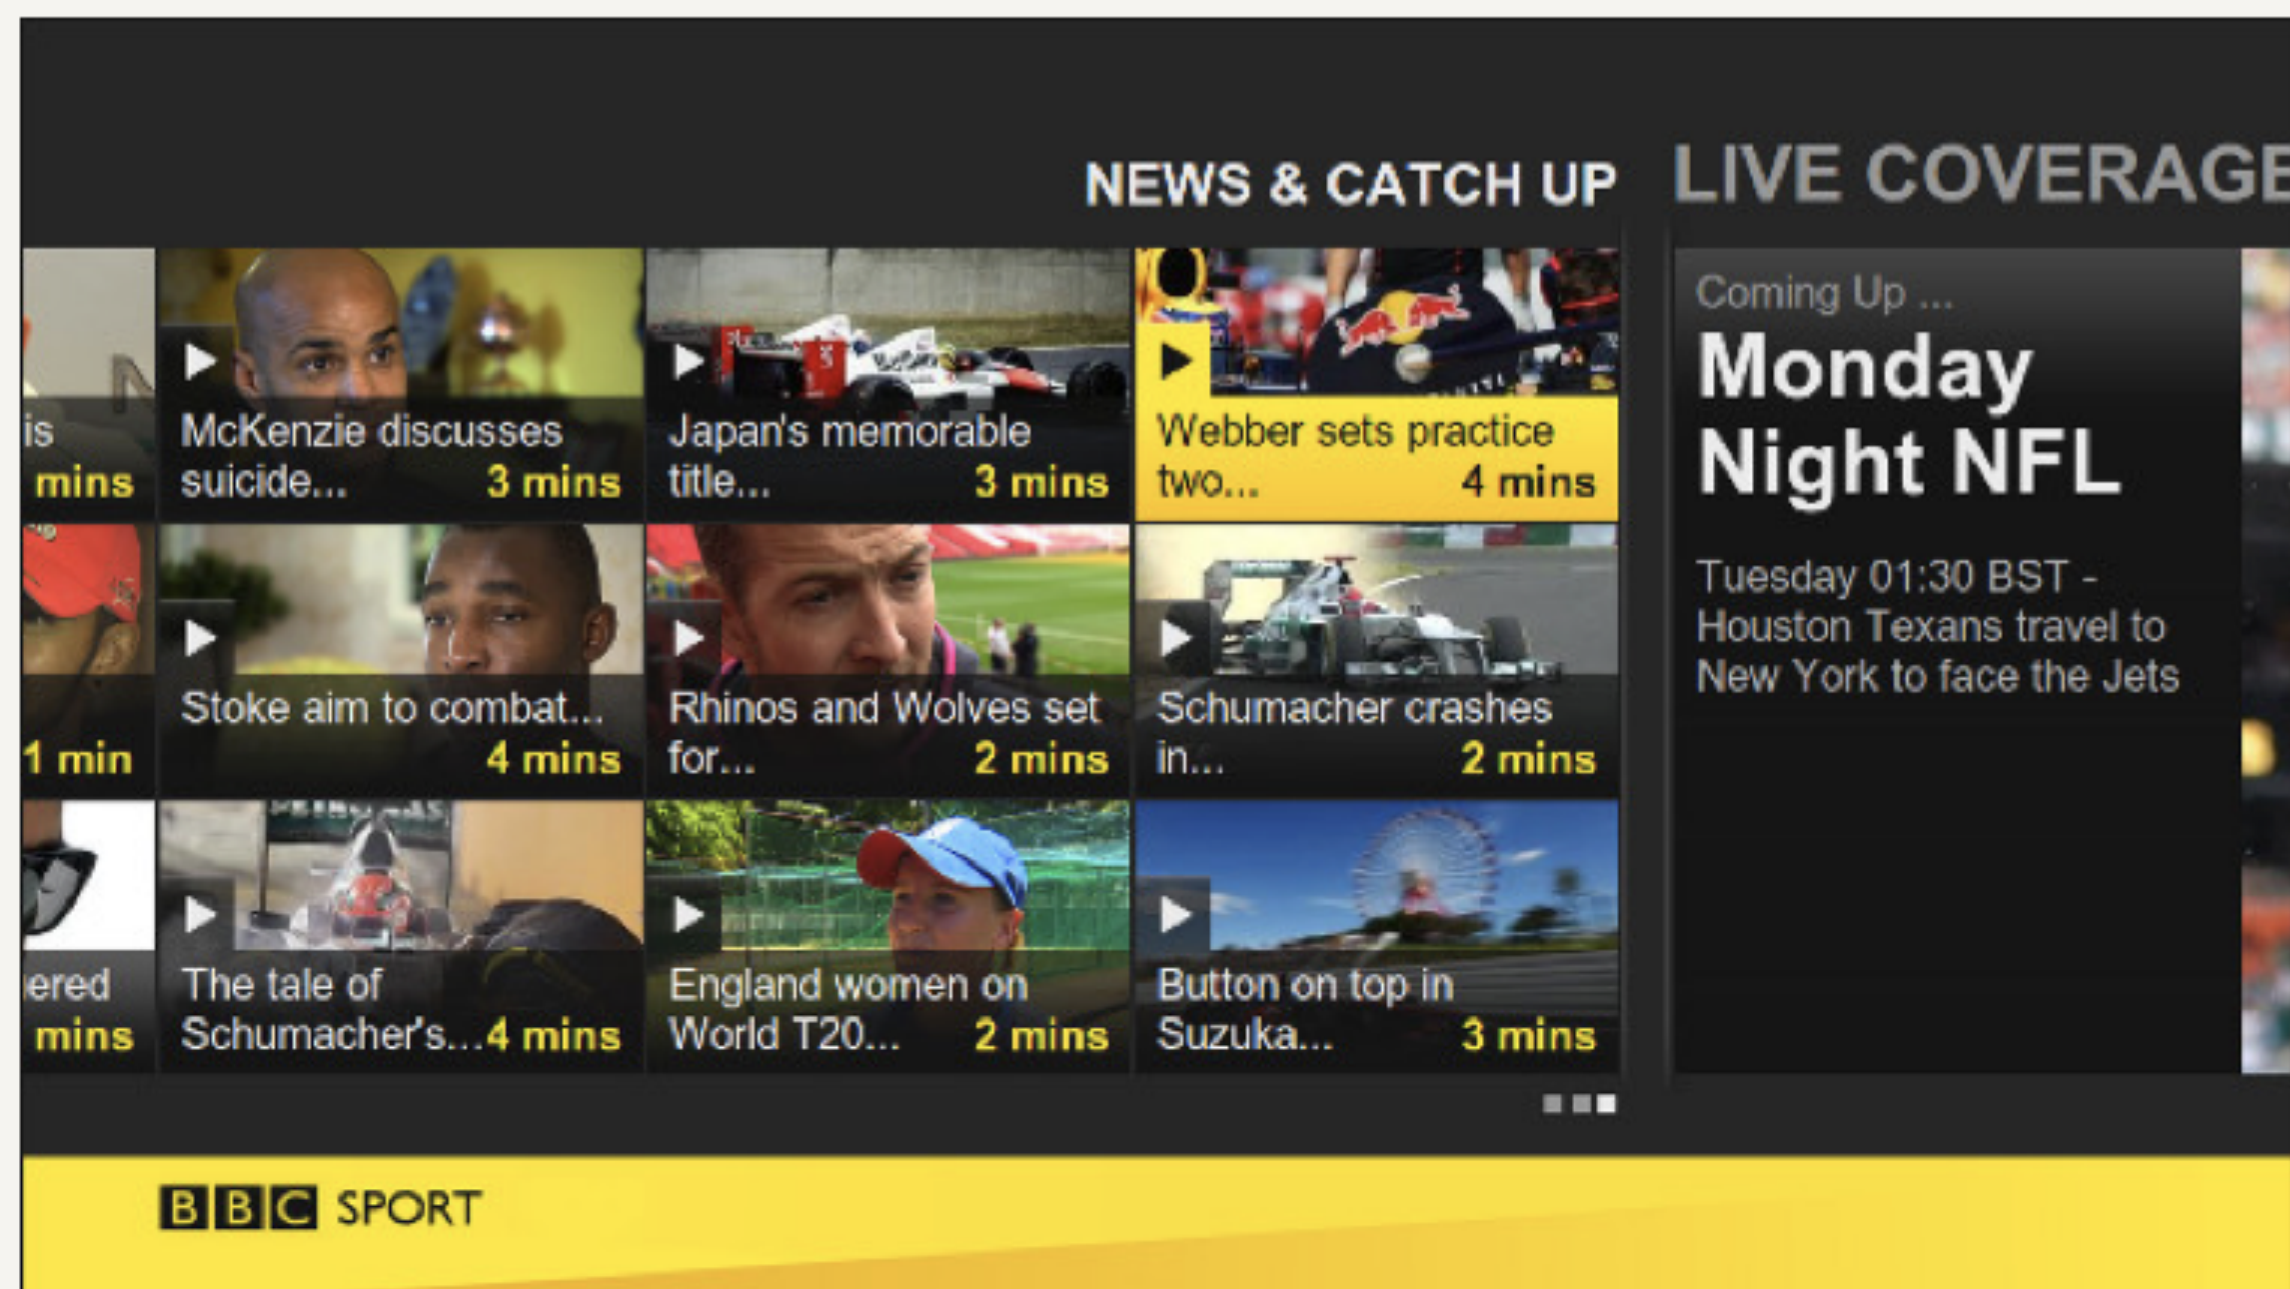 NEWS & CATCH UP
LIVE COVERAGE
is
mins
McKenzie discusses
suicide...
3 mins
Japan's memorable
title...
3 mins
Webber sets practice
two...
4 mins
1 min
Stoke aim to combat...
4 mins
Rhinos and Wolves set
for...
2 mins
Schumacher crashes
in...
2 mins
ered
mins
The tale of
Schumacher's...
4 mins
England women on
World T20...
2 mins
Button on top in
Suzuka...
3 mins
Coming Up ...
Monday
Night NFL
Tuesday 01:30 BST -
Houston Texans travel to
New York to face the Jets
BBC SPORT